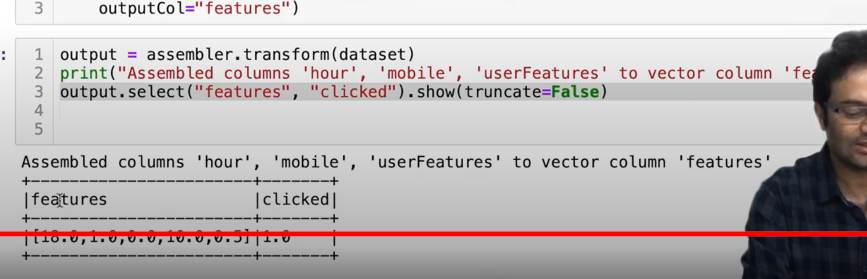 3 outputCol="features")
: 1 output = assembler.transform(dataset)
2 print("Assembled columns 'hour', 'mobile', 'userFeatures' to vector column 'fea
3 output.select("features", "clicked").show(truncate=False)
4
5
Assembled columns 'hour', 'mobile', 'userFeatures' to vector column 'features'
+-----------------------+-------+
|features |clicked|
+-----------------------+-------+
|[18.0,1.0,0.0,10.0,0.5]|1.0 |
+-----------------------+-------+